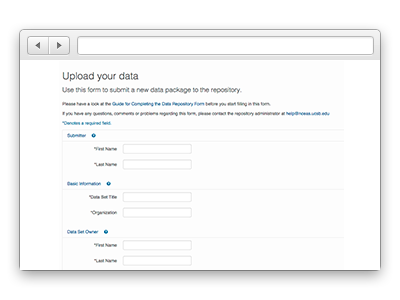 Upload your data
Use this form to submit a new data package to the repository.
Please have a look at the Guide for Completing the Data Repository Form before you start filling in this form.
If you have any questions, comments or problems regarding this form, please contact the repository administrator at help@nceas.ucsb.edu.
*Denotes a required field.
Submitter
*First Name
*Last Name
Basic Information
*Data Set Title
*Organization
Data Set Owner
*First Name
*Last Name